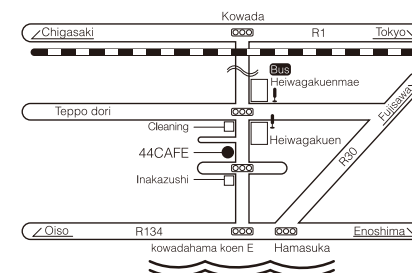 Kowada
Chigasaki
R1
Tokyo
Bus
Heiwagakuenmae
Teppo dori
Fujisawa
Cleaning
Heiwagakuen
44CAFE
R30
Inakazushi
Oiso
R134
Enoshima
kowadahama koen E
Hamasuka